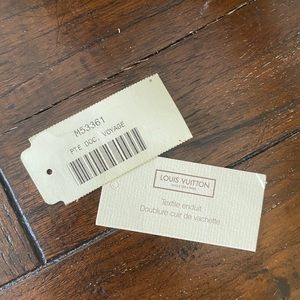 M53361
PTE DOC. VOYAGE
LOUIS VUITTON
Textile enduit
Doublure cuir de vachette